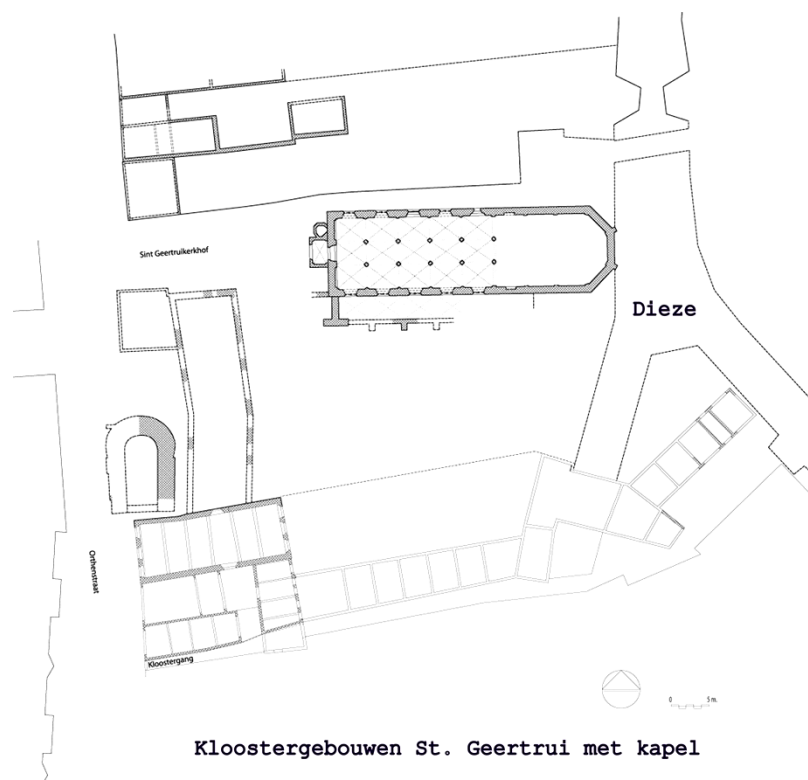 Sint Geertruikerkhof
Dieze
Orthenstraat
Kloostergang
0 5 m.
Kloostergebouwen St. Geertrui met kapel